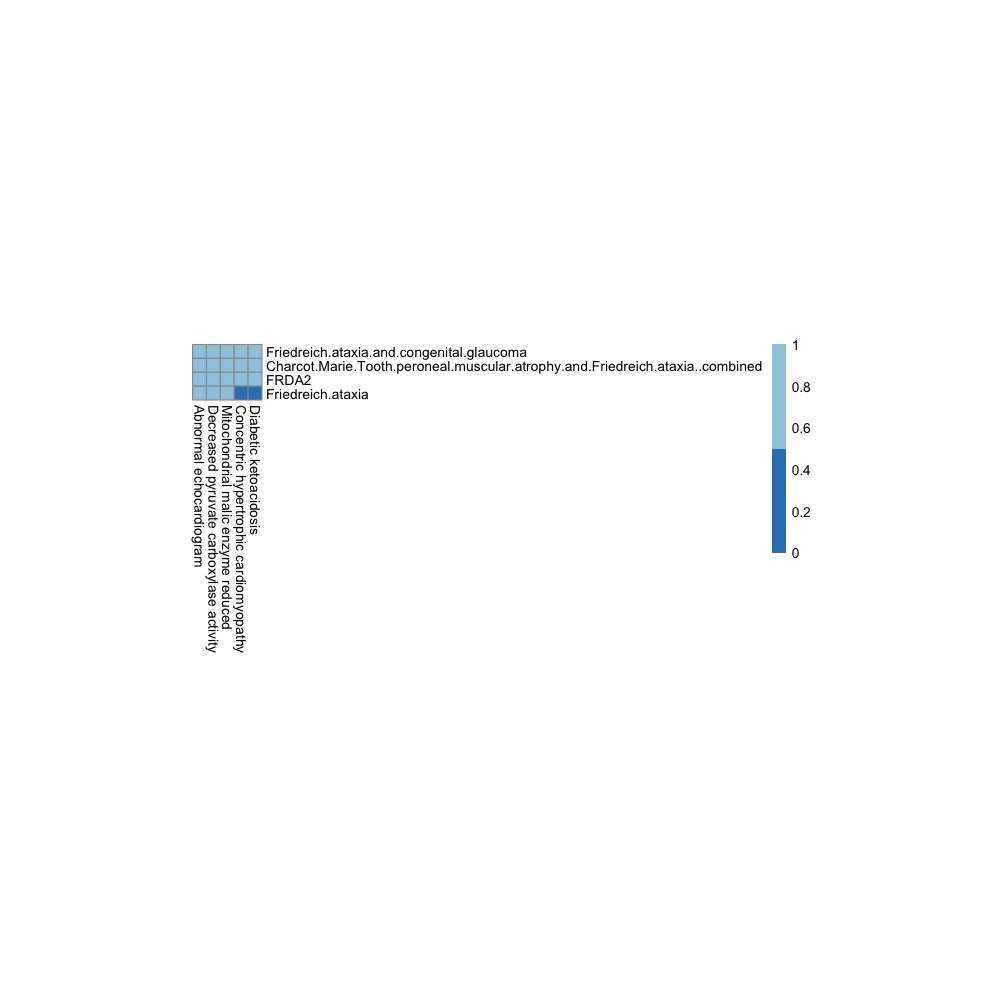 Friedreich.ataxia.and.congenital.glaucoma
Charcot.Marie.Tooth.peroneal.muscular.atrophy.and.Friedreich.ataxia..combined
FRDA2
Friedreich.ataxia
Abnormal echocardiogram
Decreased pyruvate carboxylase activity
Mitochondrial malic enzyme reduced
Concentric hypertrophic cardiomyopathy
Diabetic ketoacidosis
1
0.8
0.6
0.4
0.2
0